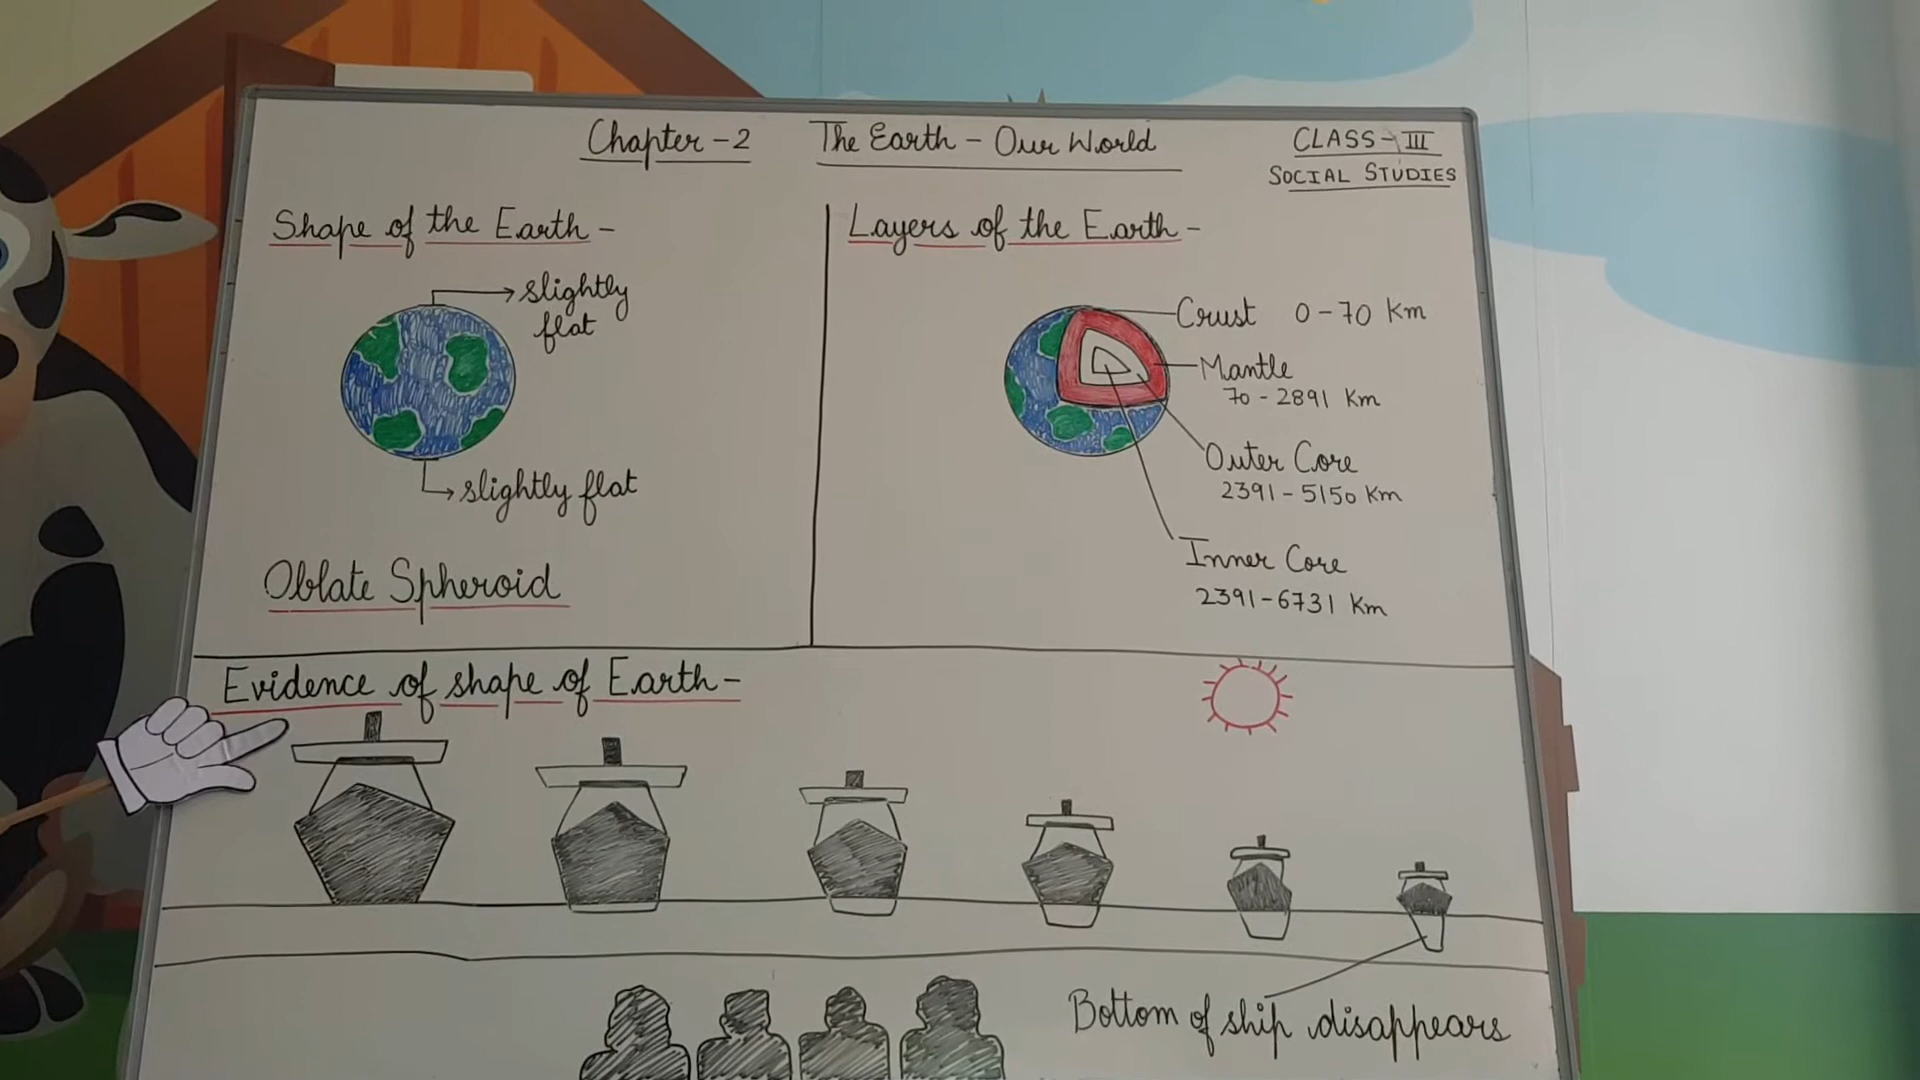 Chapter - 2 The Earth - Our World
CLASS - III
SOCIAL STUDIES
Shape of the Earth -
slightly
flat
slightly flat
Oblate Spheroid
Layers of the Earth -
Crust 0 - 70 Km
Mantle
70 - 2891 Km
Outer Core
2391 - 5150 Km
Inner Core
2391 - 6731 Km
Evidence of shape of Earth -
Bottom of ship disappears